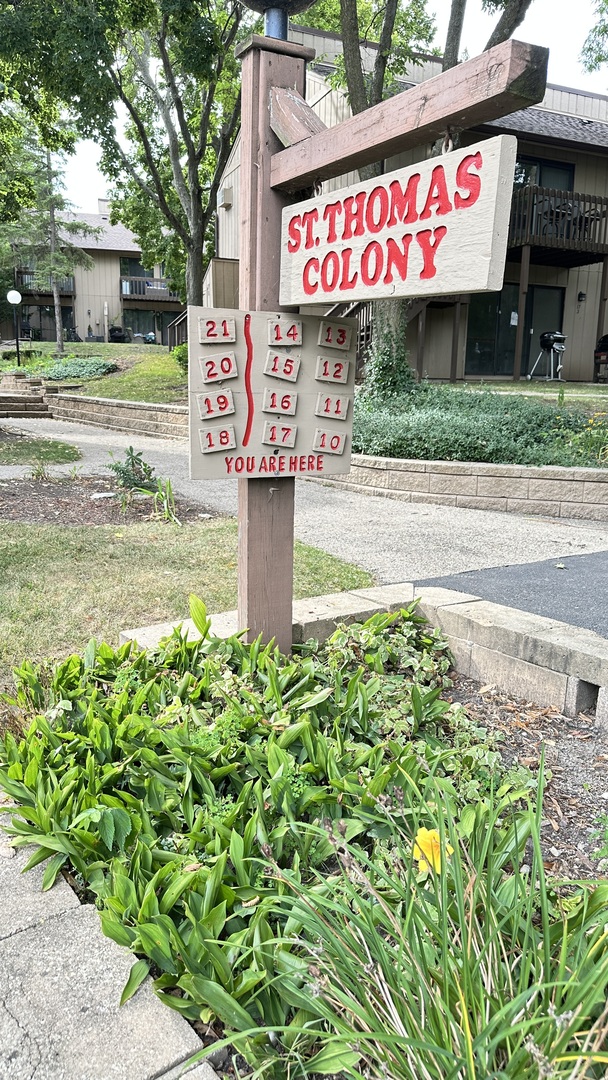 ST. THOMAS
COLONY
21 14 13
20 15 12
19 16 11
18 17 10
YOU ARE HERE